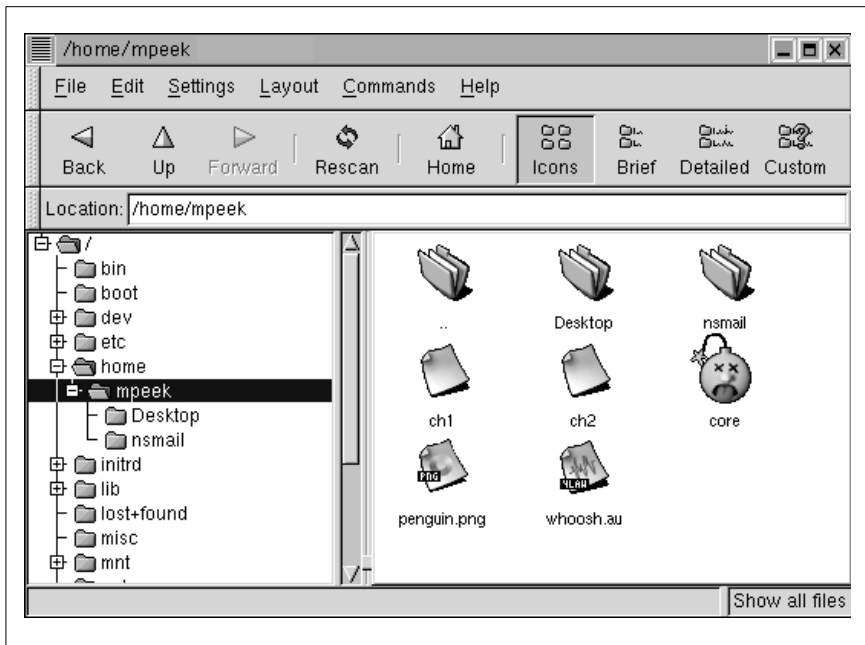 /home/mpeek
File Edit Settings Layout Commands Help
Back Up Forward Rescan Home Icons Brief Detailed Custom
Location: /home/mpeek
/
bin
boot
dev
etc
home
mpeek
Desktop
nsmail
initrd
lib
lost+found
misc
mnt
.. Desktop nsmail
ch1 ch2 core
PNG ULAW
penguin.png whoosh.au
Show all files